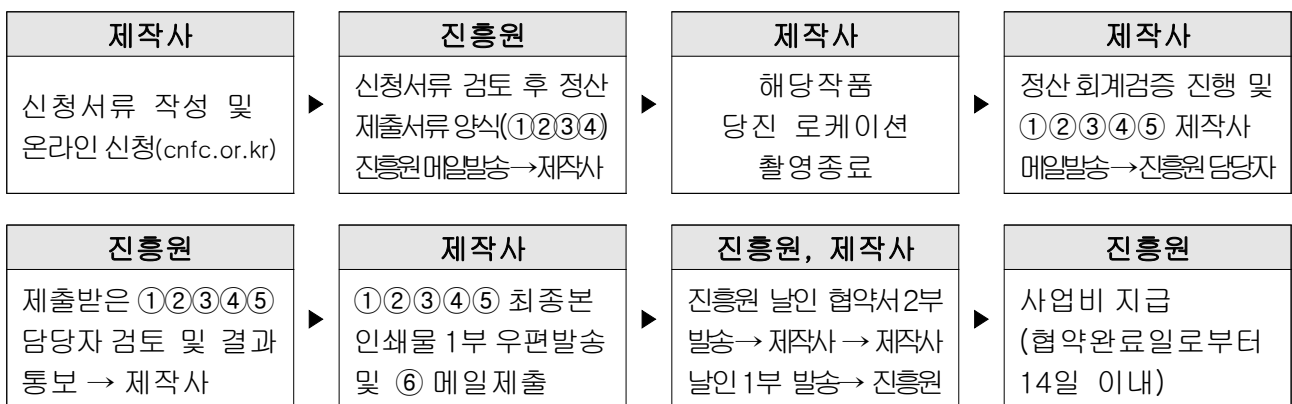 제작사
신청서류 작성 및
온라인 신청(cnfc.or.kr)
▶
진흥원
신청서류 검토 후 정산
제출서류 양식(①②③④)
진흥원 메일발송→제작사
▶
제작사
해당작품
당진 로케이션
촬영종료
▶
제작사
정산 회계검증 진행 및
①②③④⑤ 제작사
메일발송→진흥원 담당자
진흥원
제출받은 ①②③④⑤
담당자 검토 및 결과
통보 → 제작사
▶
제작사
①②③④⑤ 최종본
인쇄물 1부 우편발송
및 ⑥ 메일제출
▶
진흥원, 제작사
진흥원 날인 협약서 2부
발송→ 제작사 → 제작사
날인 1부 발송→ 진흥원
▶
진흥원
사업비 지급
(협약완료일로부터
14일 이내)